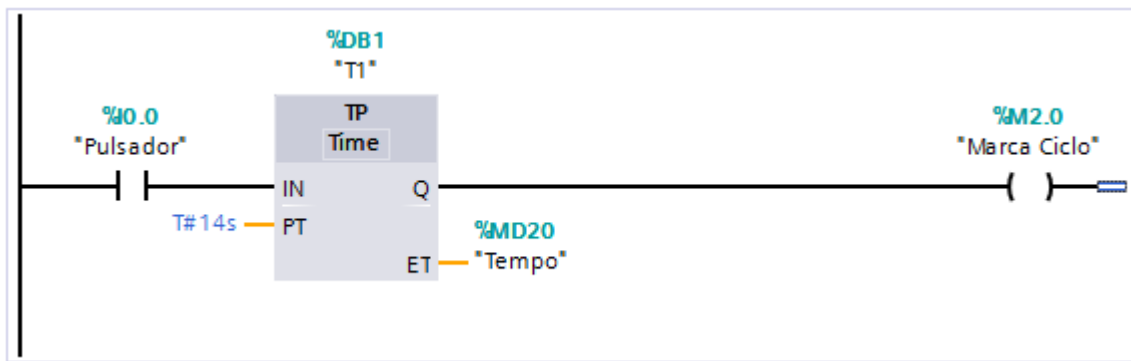 %DB1
"T1"
%I0.0
"Pulsador"
TP
Time
%M2.0
"Marca Ciclo"
IN
Q
T#14s
PT
%MD20
ET
"Tempo"